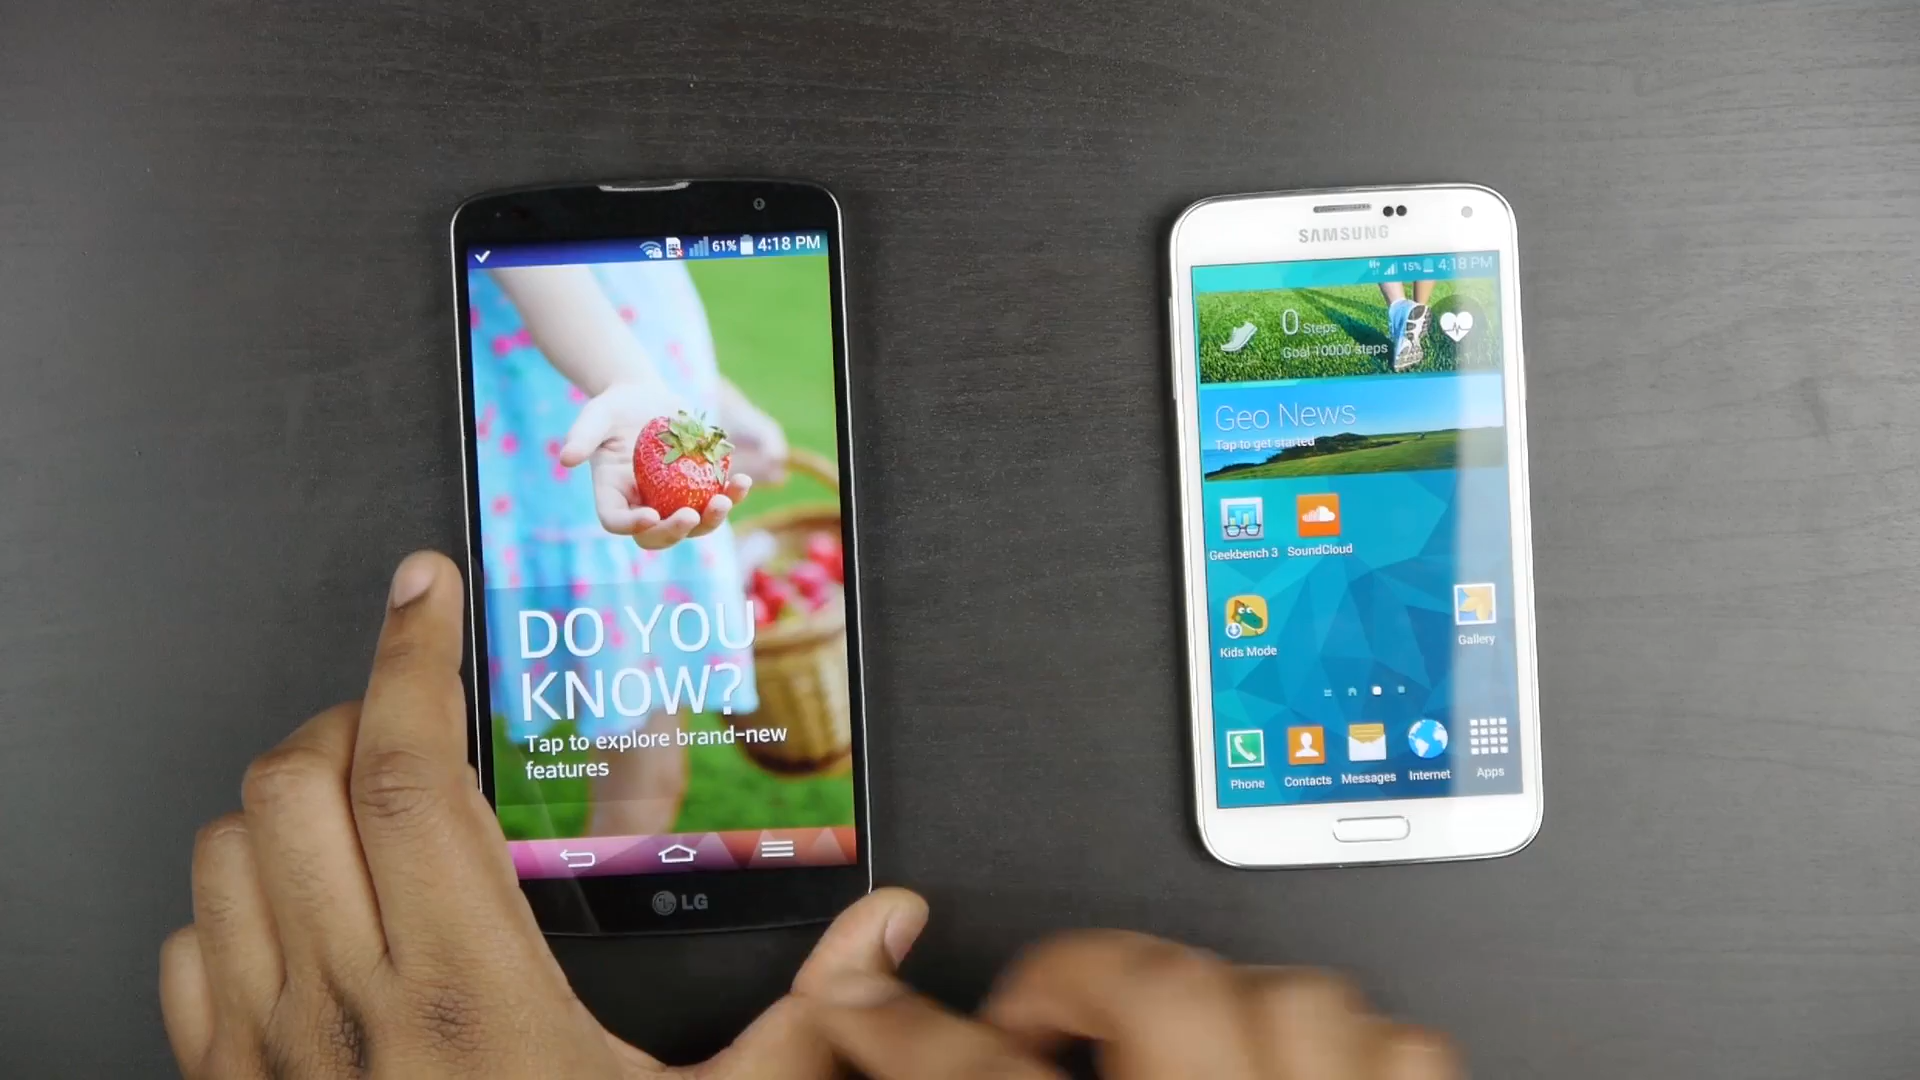 61% 4:18 PM
DO YOU
KNOW?
Tap to explore brand-new
features
LG
SAMSUNG
15% 4:18 PM
0 Steps
Goal 10000 steps
Geo News
Tap to get started
Geekbench 3 SoundCloud
Kids Mode
Gallery
Phone Contacts Messages Internet Apps